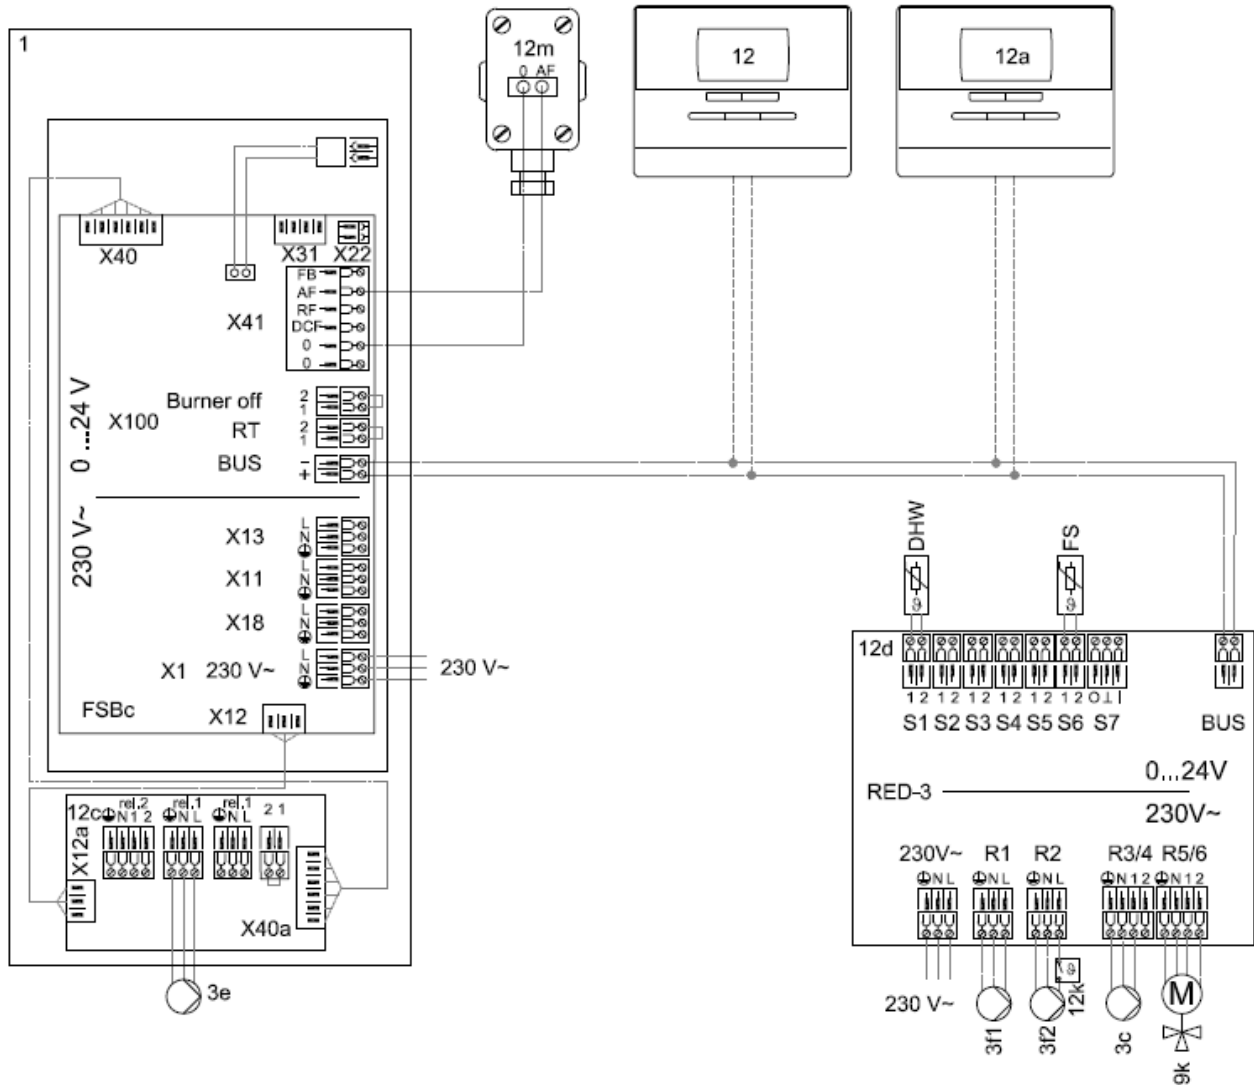 1
12m
0 AF
12
12a
X40
X31 X22
FB
AF
RF
DCF
0
0
X41
0 ...24 V
X100
Burner off
2
1
RT
2
1
BUS
–
+
230 V~
X13
L
N
X11
L
N
X18
L
N
X1 230 V~
L
N
230 V~
FSBc
X12
12c
rel.2
N 1 2
rel.1
N L
rel.1
N L
2 1
X12a
X40a
3e
DHW
FS
12d
1 2
1 2
1 2
1 2
1 2
1 2
O ⊥ I
S1 S2 S3 S4 S5 S6 S7
BUS
0...24V
RED-3
230V~
230V~ R1 R2 R3/4 R5/6
N L
N L
N L
N 1 2
N 1 2
ϑ
ϑ
ϑ
230 V~
3f1
3f2
12k
3c
M
9k